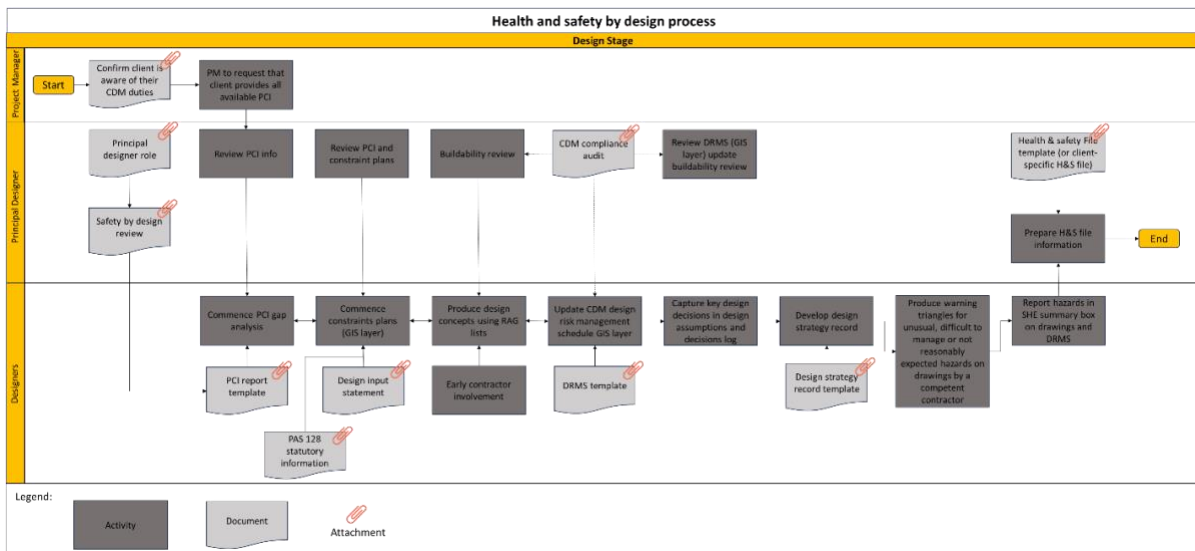 Health and safety by design process
Design Stage
Project Manager
Start
Confirm client is
aware of their
CDM duties
PM to request that
client provides all
available PCI
Principal Designer
Principal
designer role
Review PCI info
Review PCI and
constraint plans
Buildability review
CDM compliance
audit
Review DRMS (GIS
layer) update
buildability review
Health & safety File
template (or client-
specific H&S file)
Safety by design
review
Prepare H&S file
information
End
Designers
Commence PCI gap
analysis
Commence
constraints plans
(GIS layer)
Produce design
concepts using RAG
lists
Update CDM design
risk management
schedule GIS layer
Capture key design
decisions in design
assumptions and
decisions log
Develop design
strategy record
Produce warning
triangles for
unusual, difficult to
manage or not
reasonably
expected hazards on
drawings by a
competent
contractor
Report hazards in
SHE summary box
on drawings and
DRMS
PCI report
template
Design input
statement
Early contractor
involvement
DRMS template
Design strategy
record template
PAS 128
statutory
information
Legend:
Activity
Document
Attachment